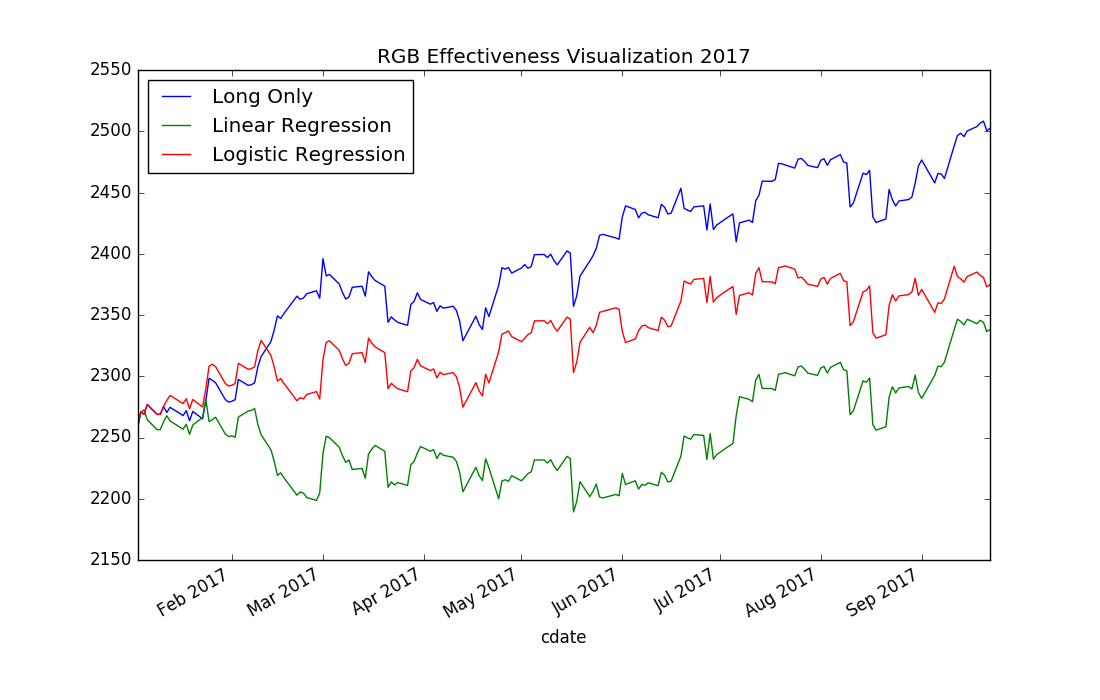 RGB Effectiveness Visualization 2017
2550
2500
2450
2400
2350
2300
2250
2200
2150
Long Only
Linear Regression
Logistic Regression
Feb 2017
Mar 2017
Apr 2017
May 2017
Jun 2017
Jul 2017
Aug 2017
Sep 2017
cdate